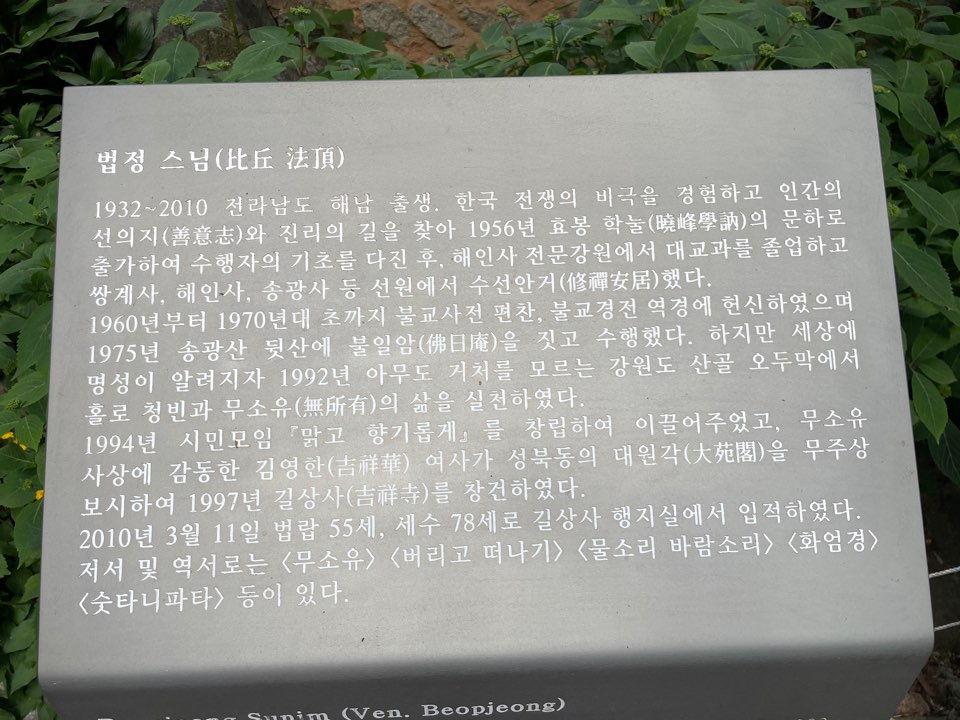 법정 스님(比丘 法頂)
1932~2010 전라남도 해남 출생. 한국 전쟁의 비극을 경험하고 인간의
선의지(善意志)와 진리의 길을 찾아 1956년 효봉 학눌(曉峰學訥)의 문하로
출가하여 수행자의 기초를 다진 후, 해인사 전문강원에서 대교과를 졸업하고
쌍계사, 해인사, 송광사 등 선원에서 수선안거(修禪安居)했다.
1960년부터 1970년대 초까지 불교사전 편찬, 불교경전 역경에 헌신하였으며
1975년 송광산 뒷산에 불일암(佛日庵)을 짓고 수행했다. 하지만 세상에
명성이 알려지자 1992년 아무도 거처를 모르는 강원도 산골 오두막에서
홀로 청빈과 무소유(無所有)의 삶을 실천하였다.
1994년 시민모임 『맑고 향기롭게』를 창립하여 이끌어주었고, 무소유
사상에 감동한 김영한(吉祥華) 여사가 성북동의 대원각(大苑閣)을 무주상
보시하여 1997년 길상사(吉祥寺)를 창건하였다.
2010년 3월 11일 법랍 55세, 세수 78세로 길상사 행지실에서 입적하였다.
저서 및 역서로는 〈무소유〉 〈버리고 떠나기〉 〈물소리 바람소리〉 〈화엄경〉
〈숫타니파타〉 등이 있다.
Sunim (Ven. Beopjeong)